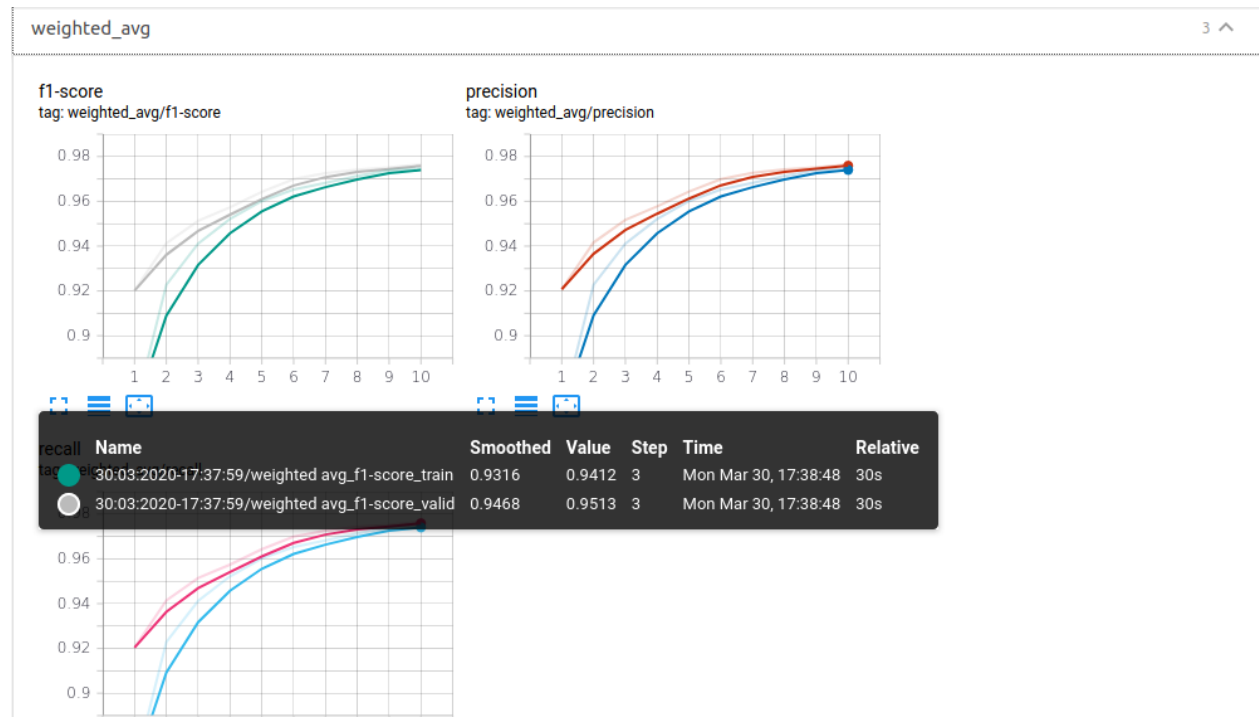 weighted_avg 3
f1-score
tag: weighted_avg/f1-score
0.98
0.96
0.94
0.92
0.9
1 2 3 4 5 6 7 8 9 10
precision
tag: weighted_avg/precision
0.98
0.96
0.94
0.92
0.9
1 2 3 4 5 6 7 8 9 10
recall
tag: weighted_avg/recall
Name Smoothed Value Step Time Relative
30:03:2020-17:37:59/weighted avg_f1-score_train 0.9316 0.9412 3 Mon Mar 30, 17:38:48 30s
30:03:2020-17:37:59/weighted avg_f1-score_valid 0.9468 0.9513 3 Mon Mar 30, 17:38:48 30s
0.98
0.96
0.94
0.92
0.9